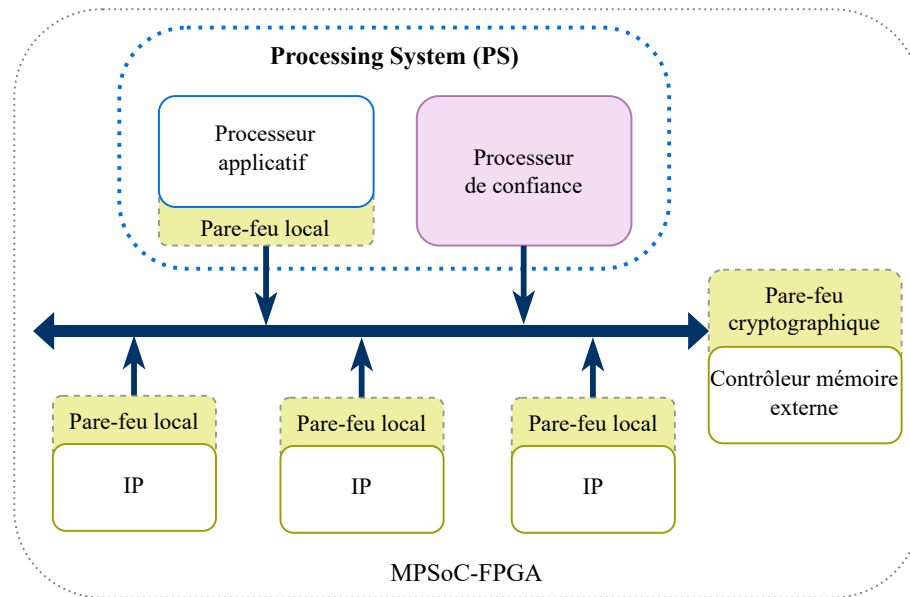 Processing System (PS)
Processeur
applicatif
Pare-feu local
Processeur
de confiance
Pare-feu
cryptographique
Contrôleur mémoire
externe
Pare-feu local
IP
Pare-feu local
IP
Pare-feu local
IP
MPSoC-FPGA